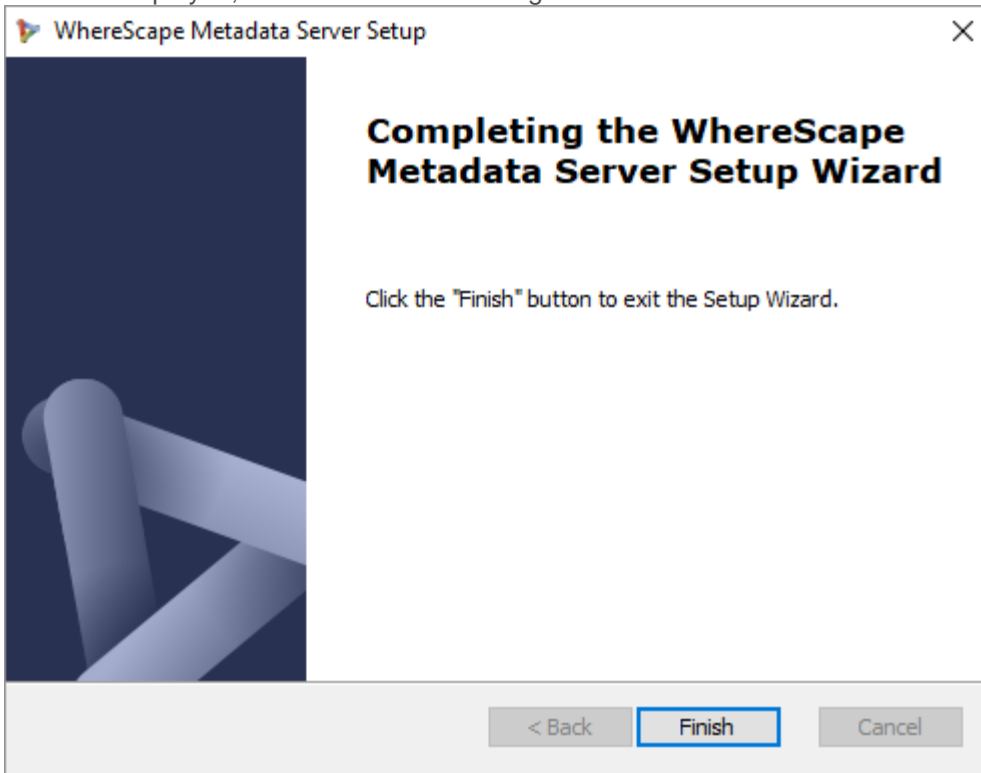 WhereScape Metadata Server Setup
Completing the WhereScape
Metadata Server Setup Wizard
Click the "Finish" button to exit the Setup Wizard.
< Back Finish Cancel